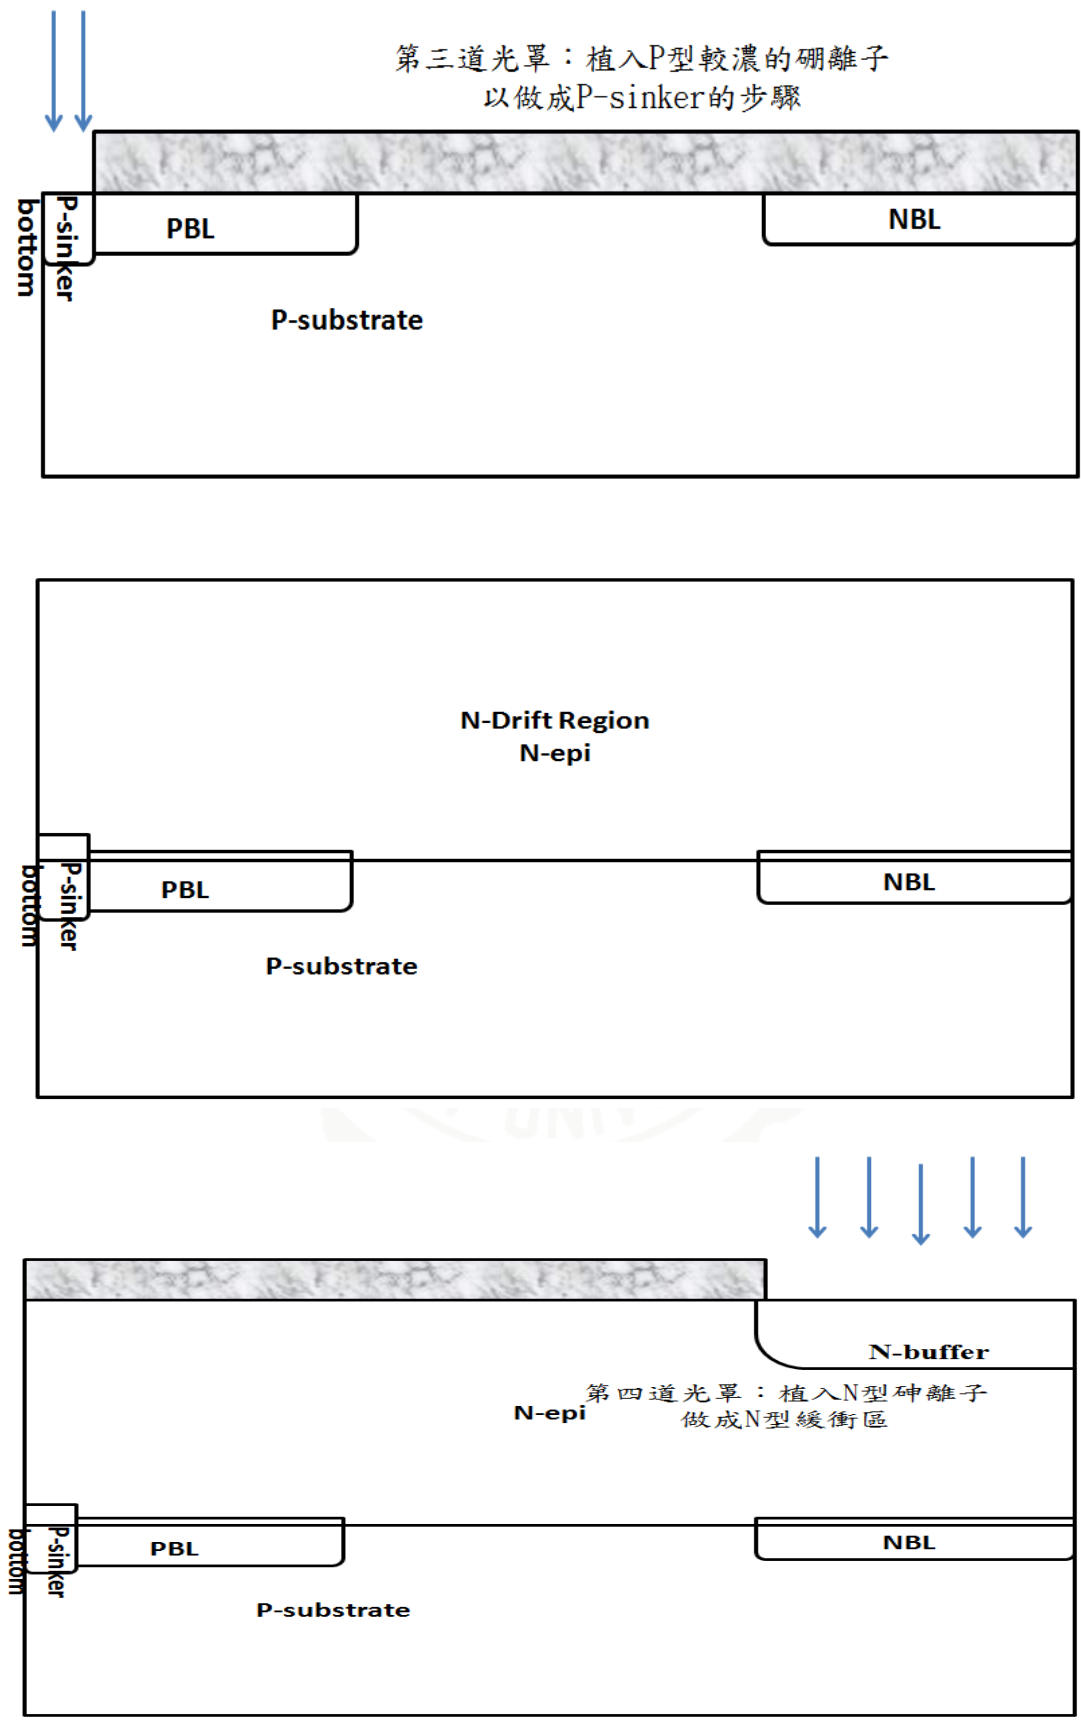 第三道光罩：植入P型較濃的硼離子
以做成P-sinker的步驟
P-sinker
bottom
PBL
NBL
P-substrate
N-Drift Region
N-epi
P-sinker
bottom
PBL
NBL
P-substrate
N-buffer
第四道光罩：植入N型砷離子
做成N型緩衝區
N-epi
P-sinker
bottom
PBL
NBL
P-substrate